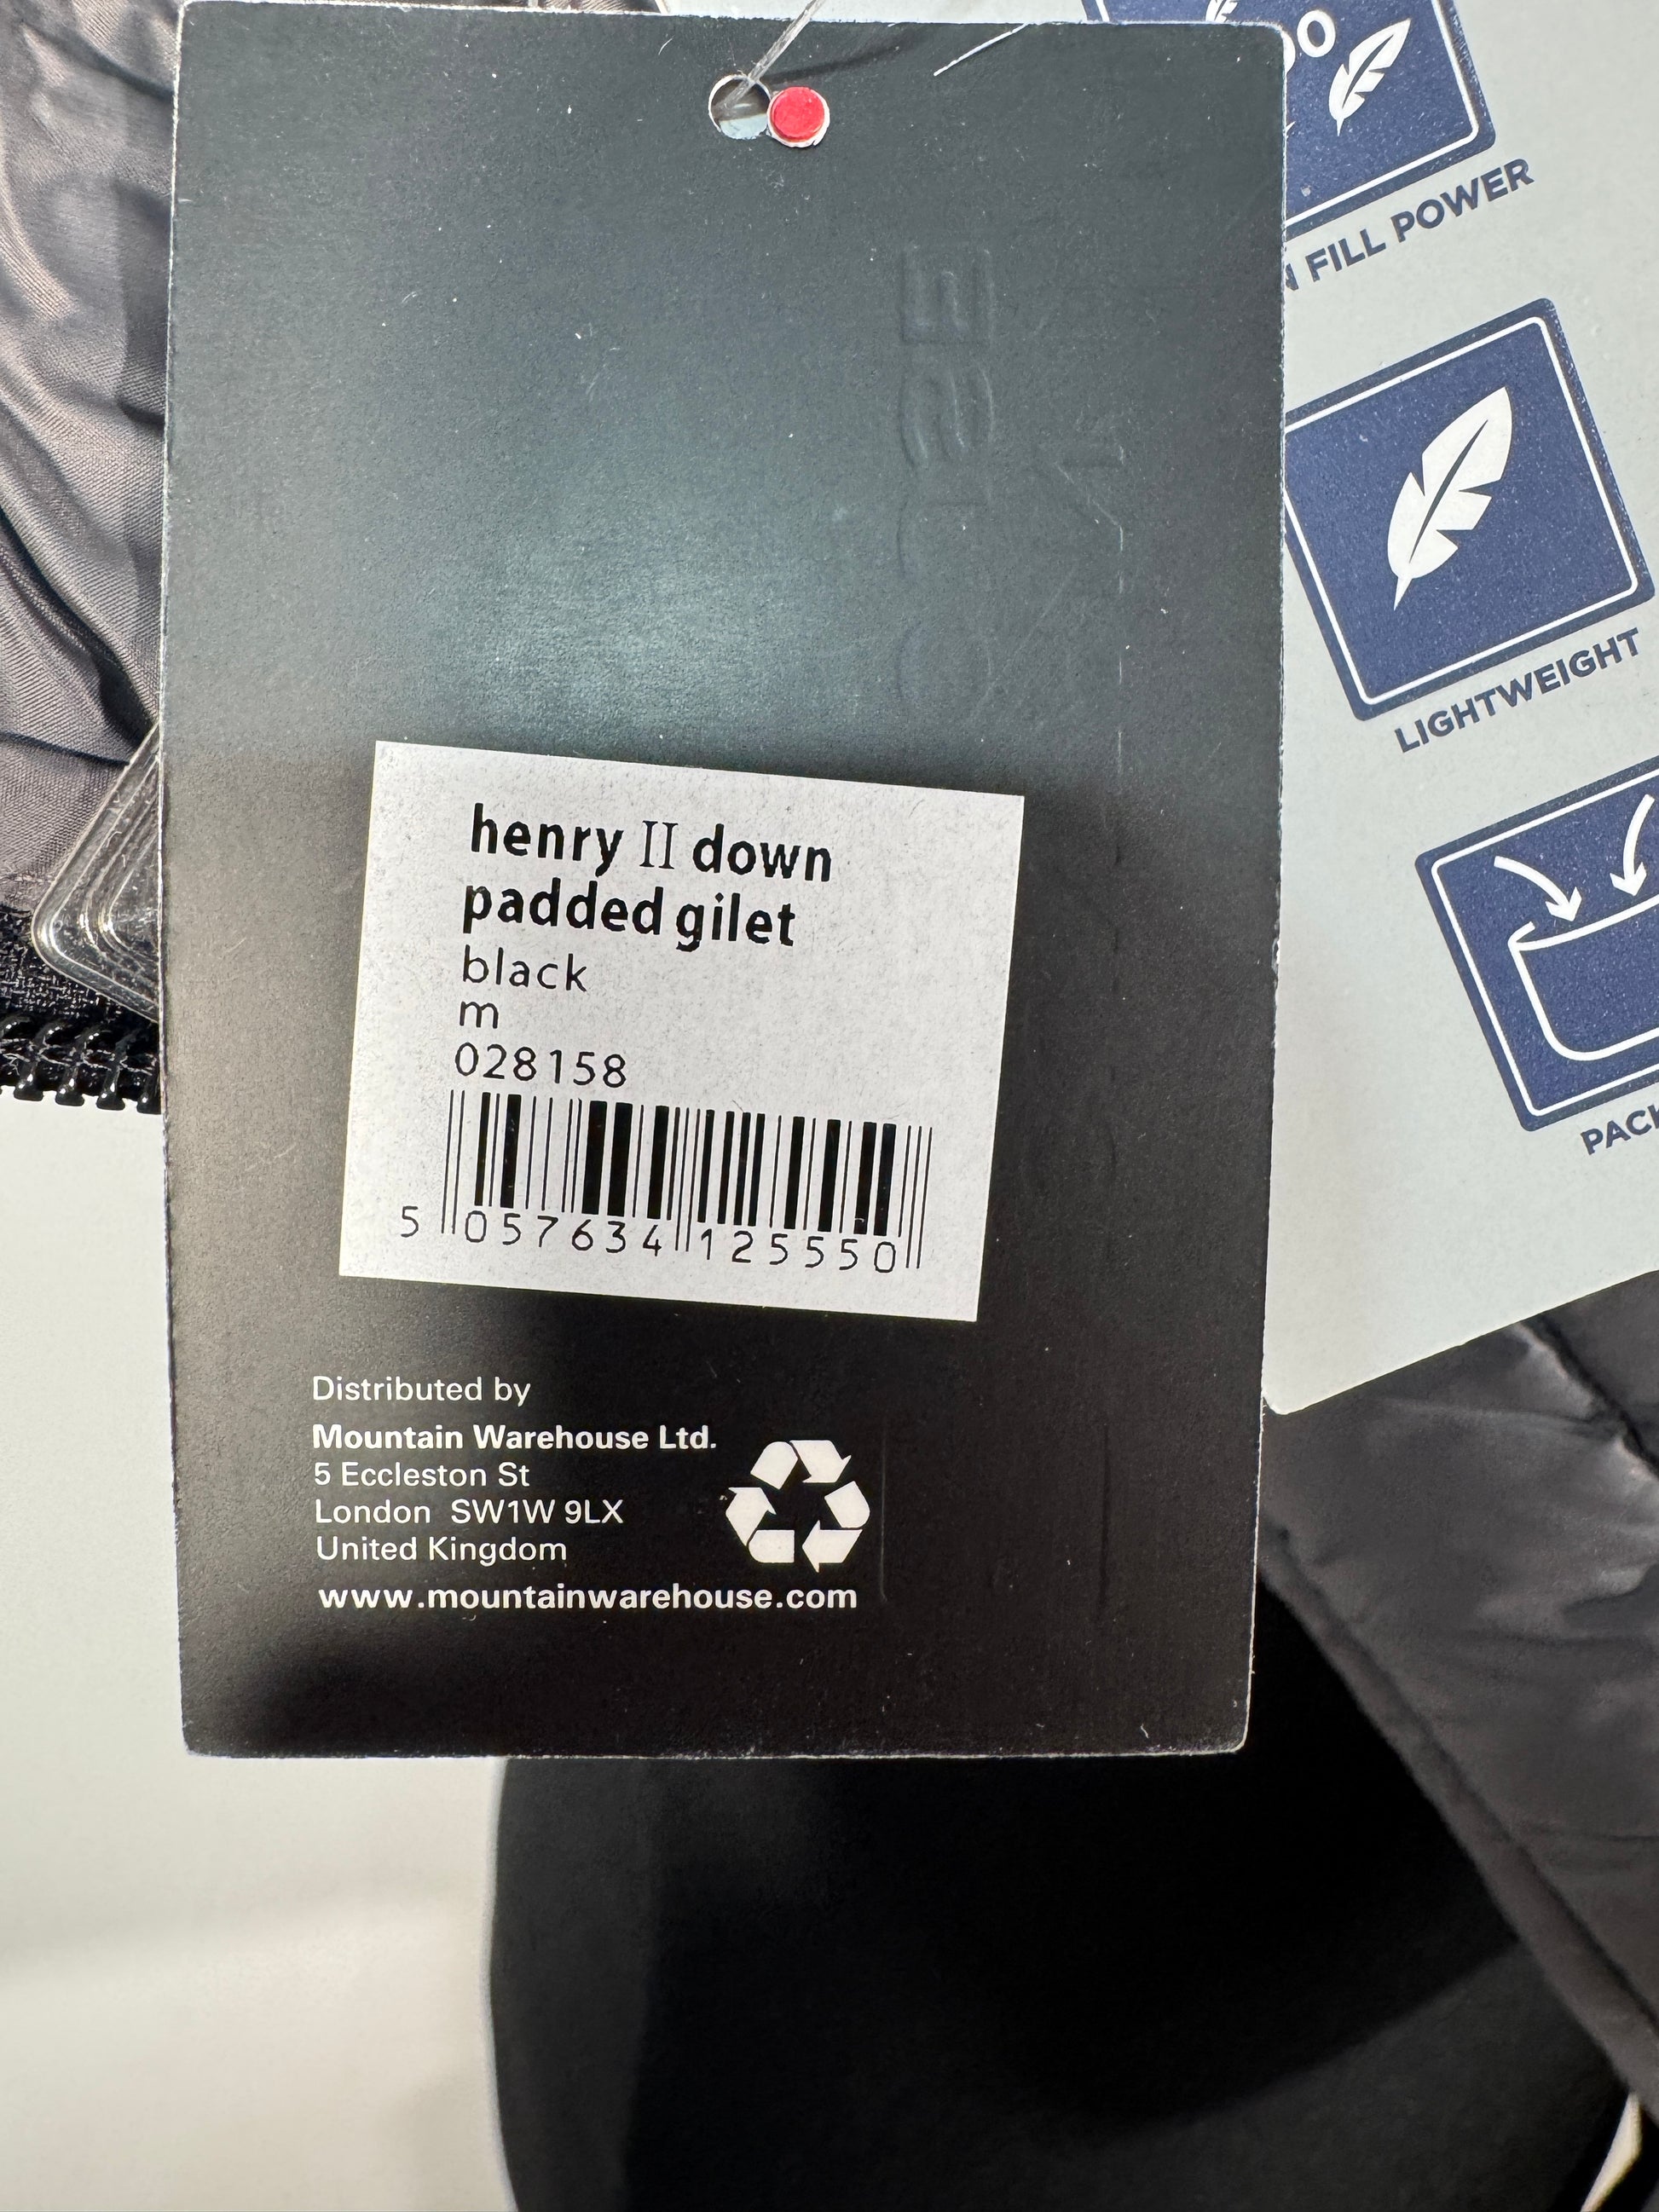 henry II down
padded gilet
black
m
028158
5 057634 125550
Distributed by
Mountain Warehouse Ltd.
5 Eccleston St
London SW1W 9LX
United Kingdom
www.mountainwarehouse.com
FILL POWER
LIGHTWEIGHT